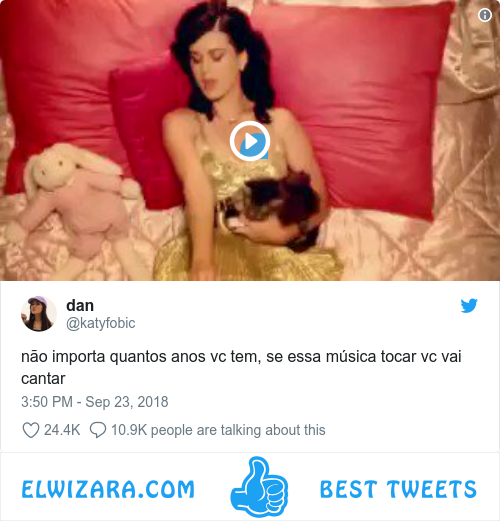 dan
@katyfobic
não importa quantos anos vc tem, se essa música tocar vc vai
cantar
3:50 PM - Sep 23, 2018
24.4K 10.9K people are talking about this
ELWIZARA.COM BEST TWEETS